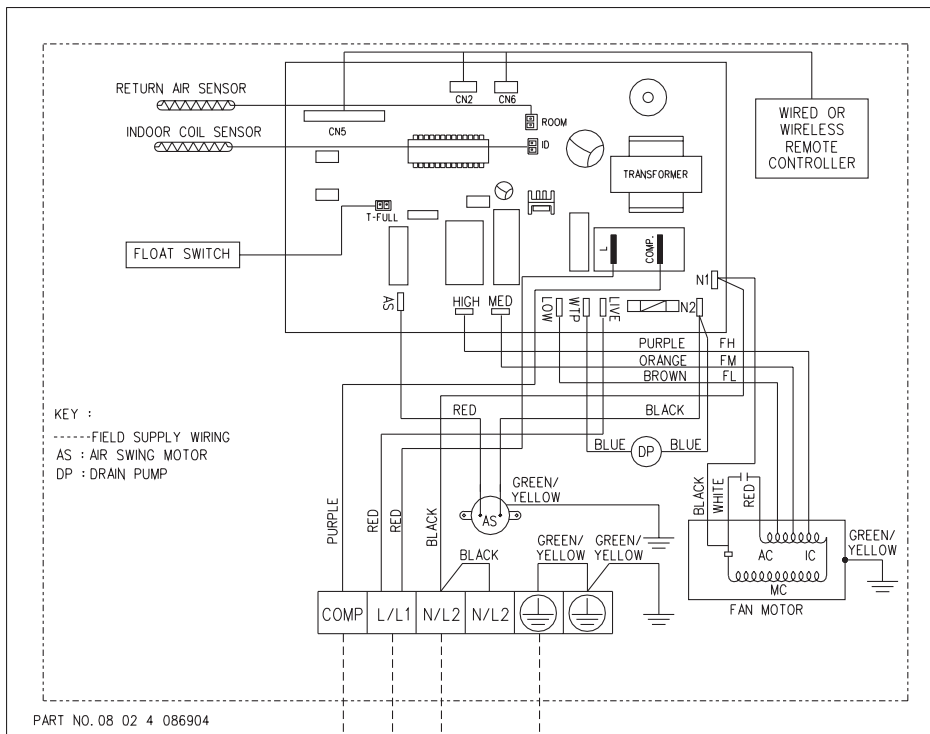 RETURN AIR SENSOR
INDOOR COIL SENSOR
CN2
CN6
CN5
ROOM
ID
WIRED OR
WIRELESS
REMOTE
CONTROLLER
TRANSFORMER
T-FULL
FLOAT SWITCH
L
COMP.
N1
AS
HIGH
MED
LOW
WTP
LIVE
N2
PURPLE FH
ORANGE FM
BROWN FL
RED
BLACK
KEY :
------FIELD SUPPLY WIRING
AS : AIR SWING MOTOR
DP : DRAIN PUMP
BLUE
DP
BLUE
PURPLE
RED
RED
BLACK
BLACK
AS
GREEN/
YELLOW
GREEN/
YELLOW
GREEN/
YELLOW
BLACK
WHITE
RED
AC
IC
MC
FAN MOTOR
GREEN/
YELLOW
COMP
L/L1
N/L2
N/L2
PART NO. 08 02 4 086904